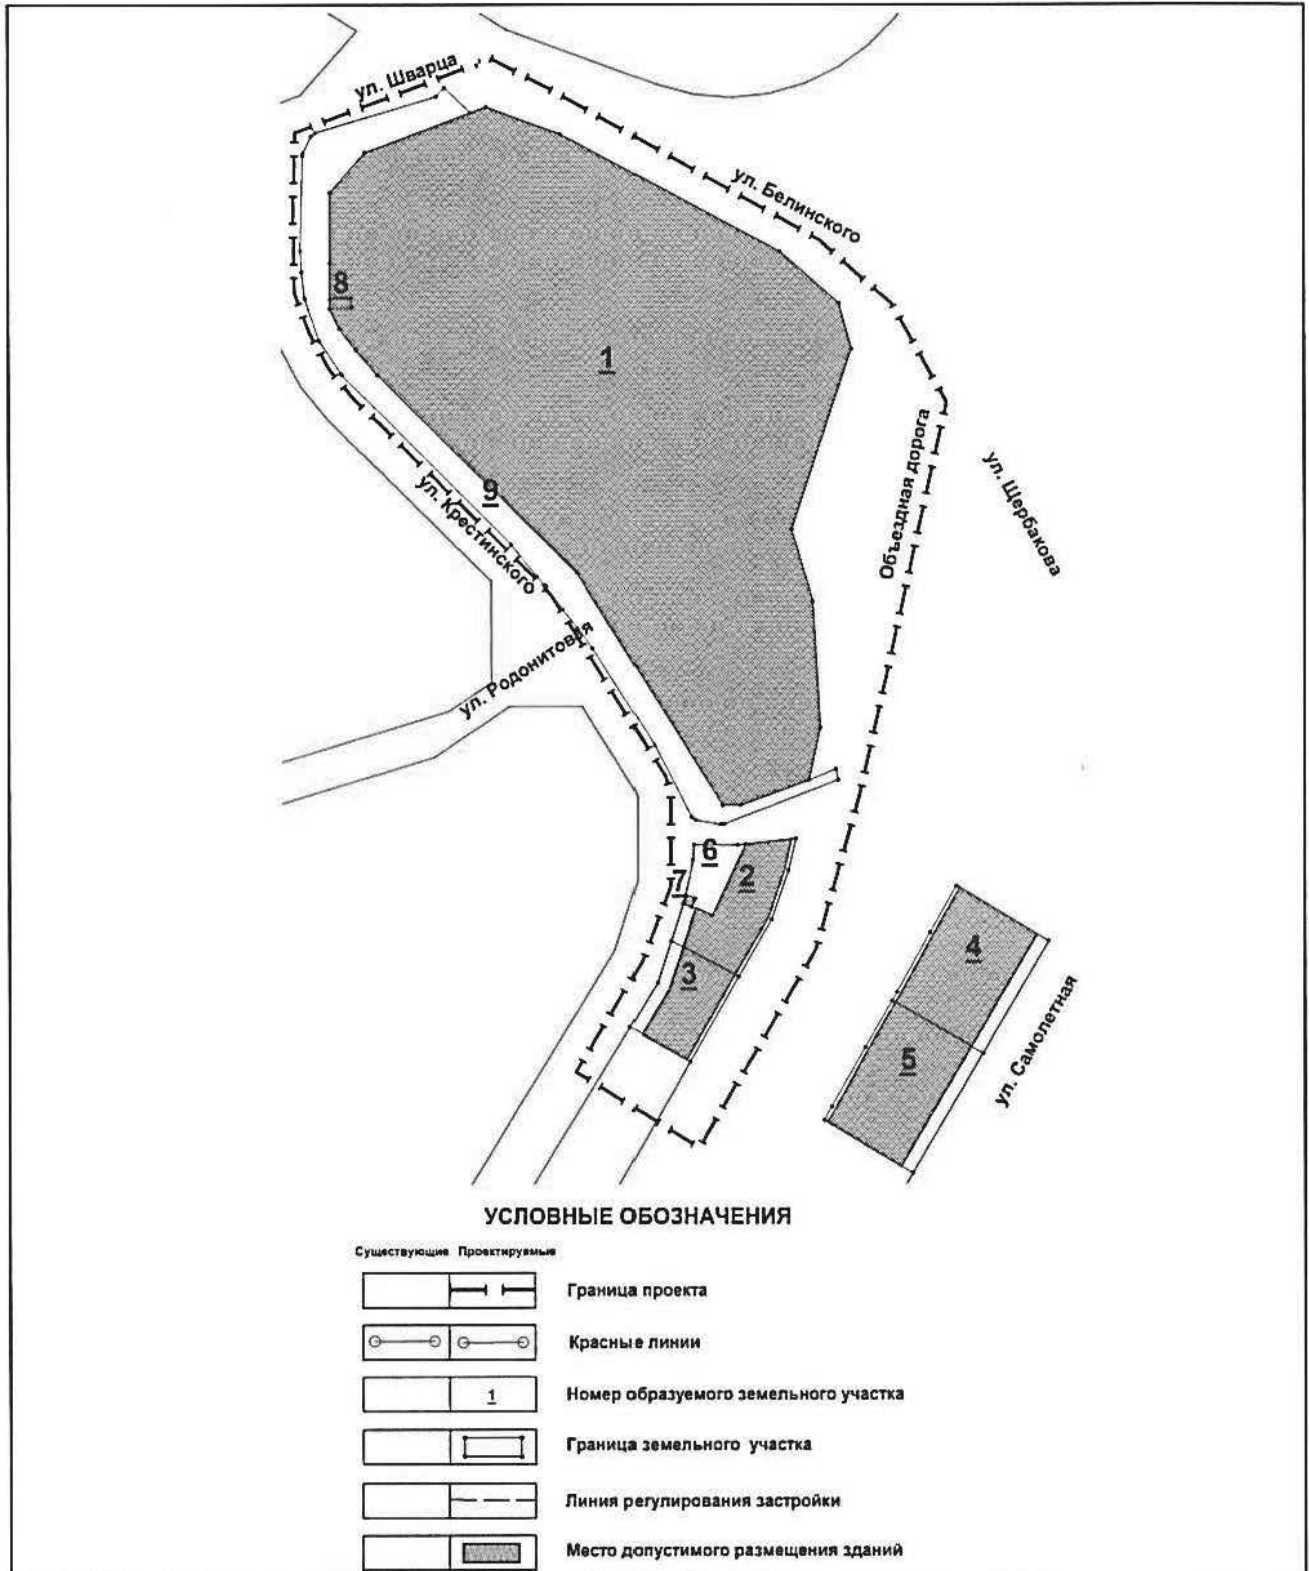 ул. Шварца
ул. Белинского
8
1
Объездная дорога
ул. Щербакова
9
ул. Крестинского
ул. Родонитовая
6
2
7
3
4
5
ул. Самолетная
УСЛОВНЫЕ ОБОЗНАЧЕНИЯ
Существующие Проектируемые
Граница проекта
Красные линии
1 Номер образуемого земельного участка
Граница земельного участка
Линия регулирования застройки
Место допустимого размещения зданий